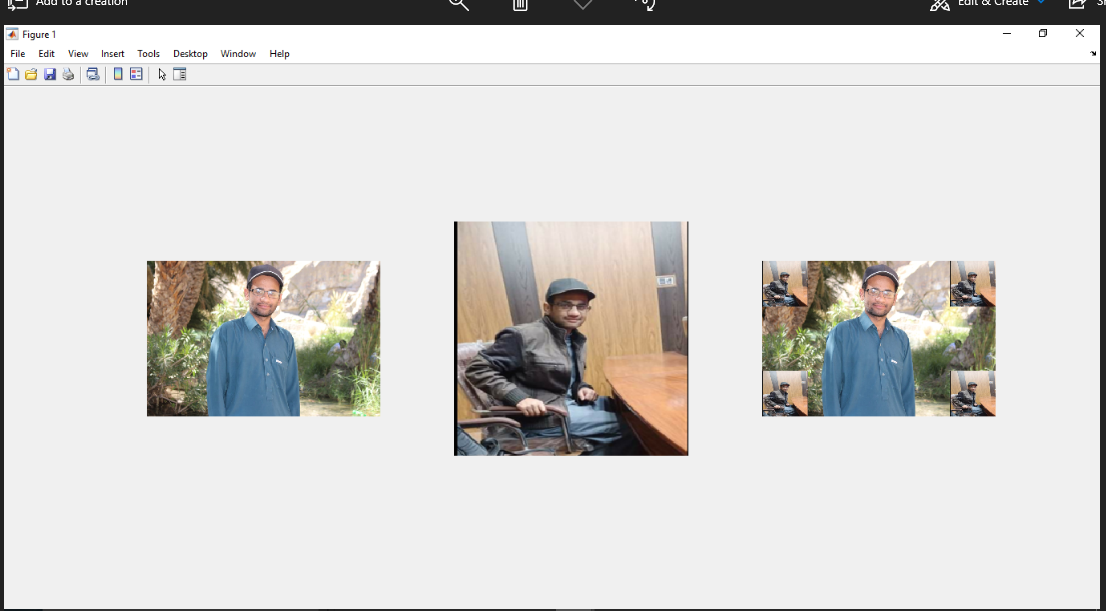 Add to a creation
Edit & Create
Figure 1
File Edit View Insert Tools Desktop Window Help